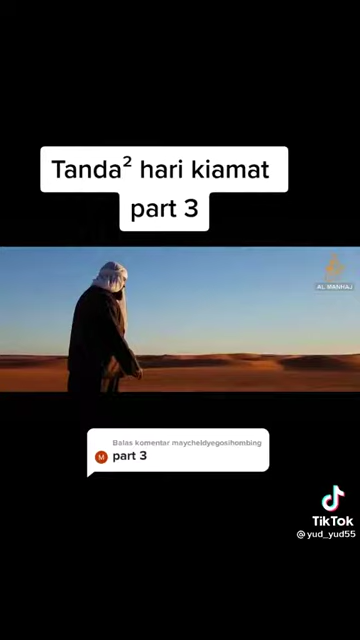 Tanda² hari kiamat
part 3
AL MANHAJ
Balas komentar maycheldyegosihombing
M
part 3
TikTok
@yud_yud55